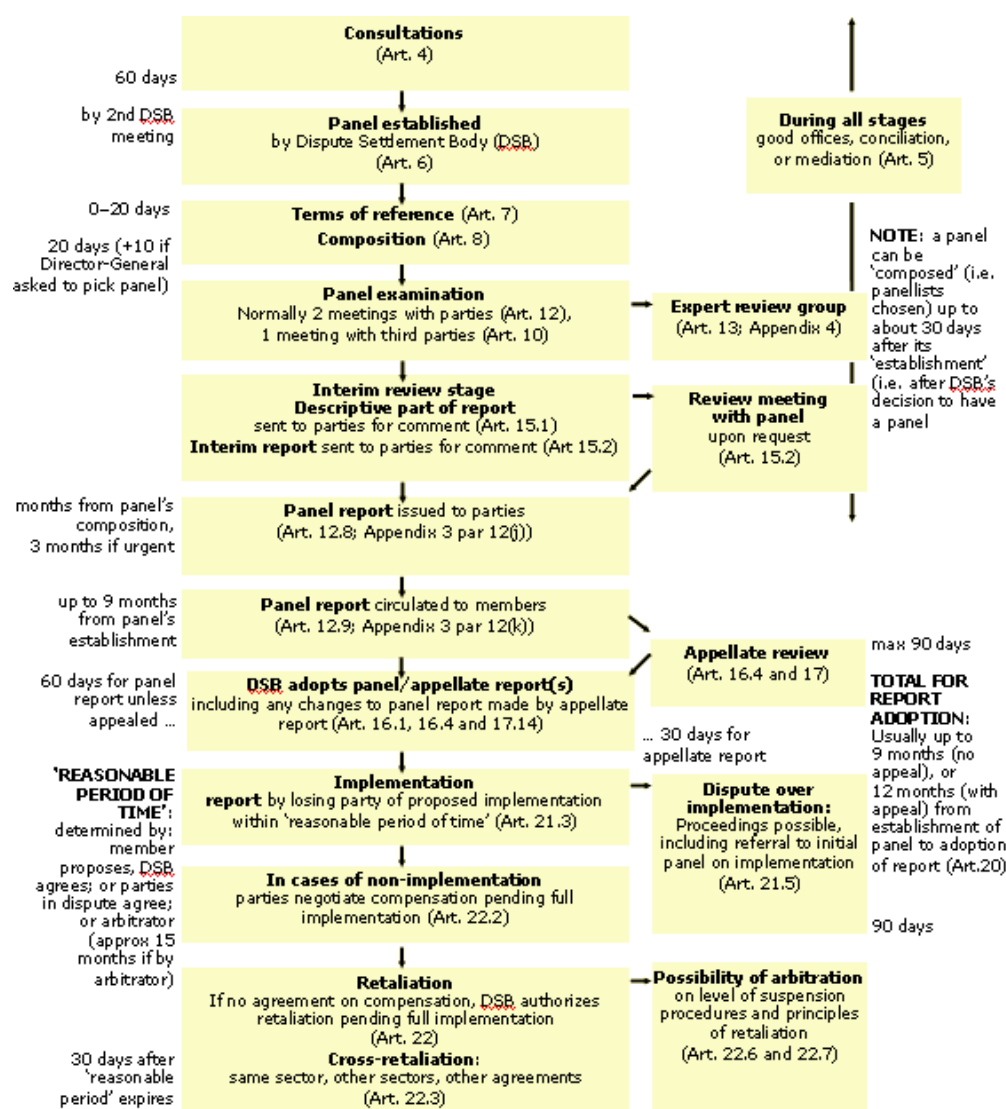 Consultations
(Art. 4)
60 days
by 2nd DSB
meeting
Panel established
by Dispute Settlement Body (DSB)
(Art. 6)
During all stages
good offices, conciliation,
or mediation (Art. 5)
0–20 days
Terms of reference (Art. 7)
Composition (Art. 8)
20 days (+10 if
Director-General
asked to pick panel)
NOTE: a panel
can be
‘composed’ (i.e.
panellists
chosen) up to
about 30 days
after its
‘establishment’
(i.e. after DSB’s
decision to have
a panel
Panel examination
Normally 2 meetings with parties (Art. 12),
1 meeting with third parties (Art. 10)
Expert review group
(Art. 13; Appendix 4)
Interim review stage
Descriptive part of report
sent to parties for comment (Art. 15.1)
Interim report sent to parties for comment (Art 15.2)
Review meeting
with panel
upon request
(Art. 15.2)
months from panel’s
composition,
3 months if urgent
Panel report issued to parties
(Art. 12.8; Appendix 3 par 12(j))
up to 9 months
from panel’s
establishment
Panel report circulated to members
(Art. 12.9; Appendix 3 par 12(k))
Appellate review
(Art. 16.4 and 17)
max 90 days
60 days for panel
report unless
appealed ...
DSB adopts panel/appellate report(s)
including any changes to panel report made by appellate
report (Art. 16.1, 16.4 and 17.14)
... 30 days for
appellate report
TOTAL FOR
REPORT
ADOPTION:
Usually up to
9 months (no
appeal), or
12 months (with
appeal) from
establishment of
panel to adoption
of report (Art.20)
‘REASONABLE
PERIOD OF
TIME’:
determined by:
member
proposes, DSB
agrees; or parties
in dispute agree;
or arbitrator
(approx 15
months if by
arbitrator)
Implementation
report by losing party of proposed implementation
within ‘reasonable period of time’ (Art. 21.3)
Dispute over
implementation:
Proceedings possible,
including referral to initial
panel on implementation
(Art. 21.5)
In cases of non-implementation
parties negotiate compensation pending full
implementation (Art. 22.2)
90 days
Retaliation
If no agreement on compensation, DSB authorizes
retaliation pending full implementation
(Art. 22)
Cross-retaliation:
same sector, other sectors, other agreements
(Art. 22.3)
Possibility of arbitration
on level of suspension
procedures and principles
of retaliation
(Art. 22.6 and 22.7)
30 days after
‘reasonable
period’ expires